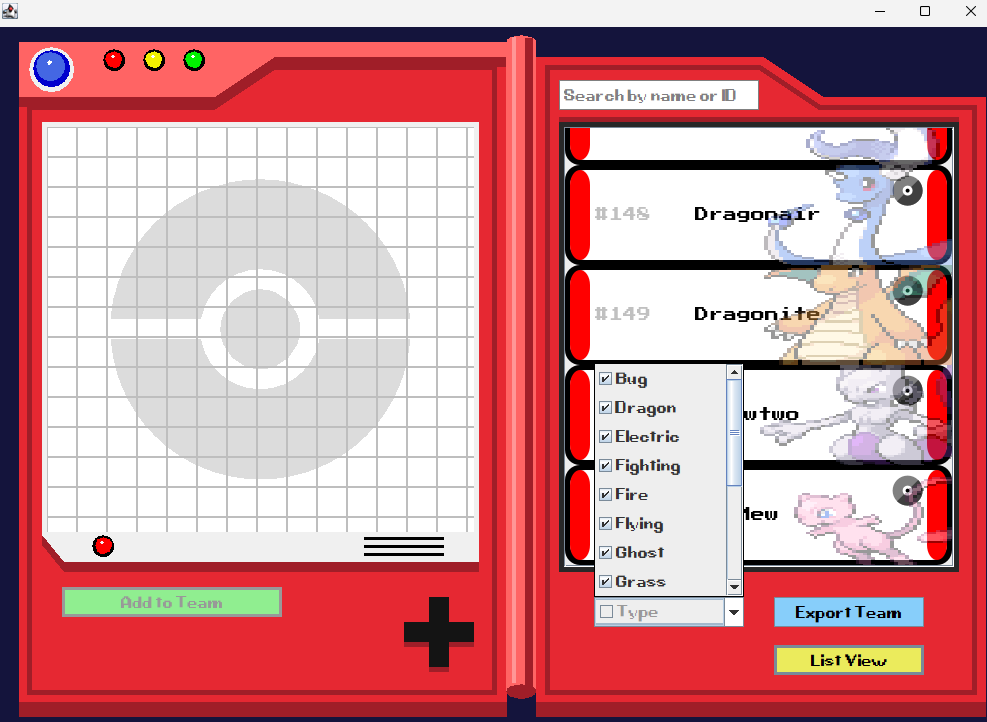 Search by name or ID
#148 Dragonair
#149 Dragonite
wtwo
Mew
Bug
Dragon
Electric
Fighting
Fire
Flying
Ghost
Grass
Type
Add to Team
Export Team
List View